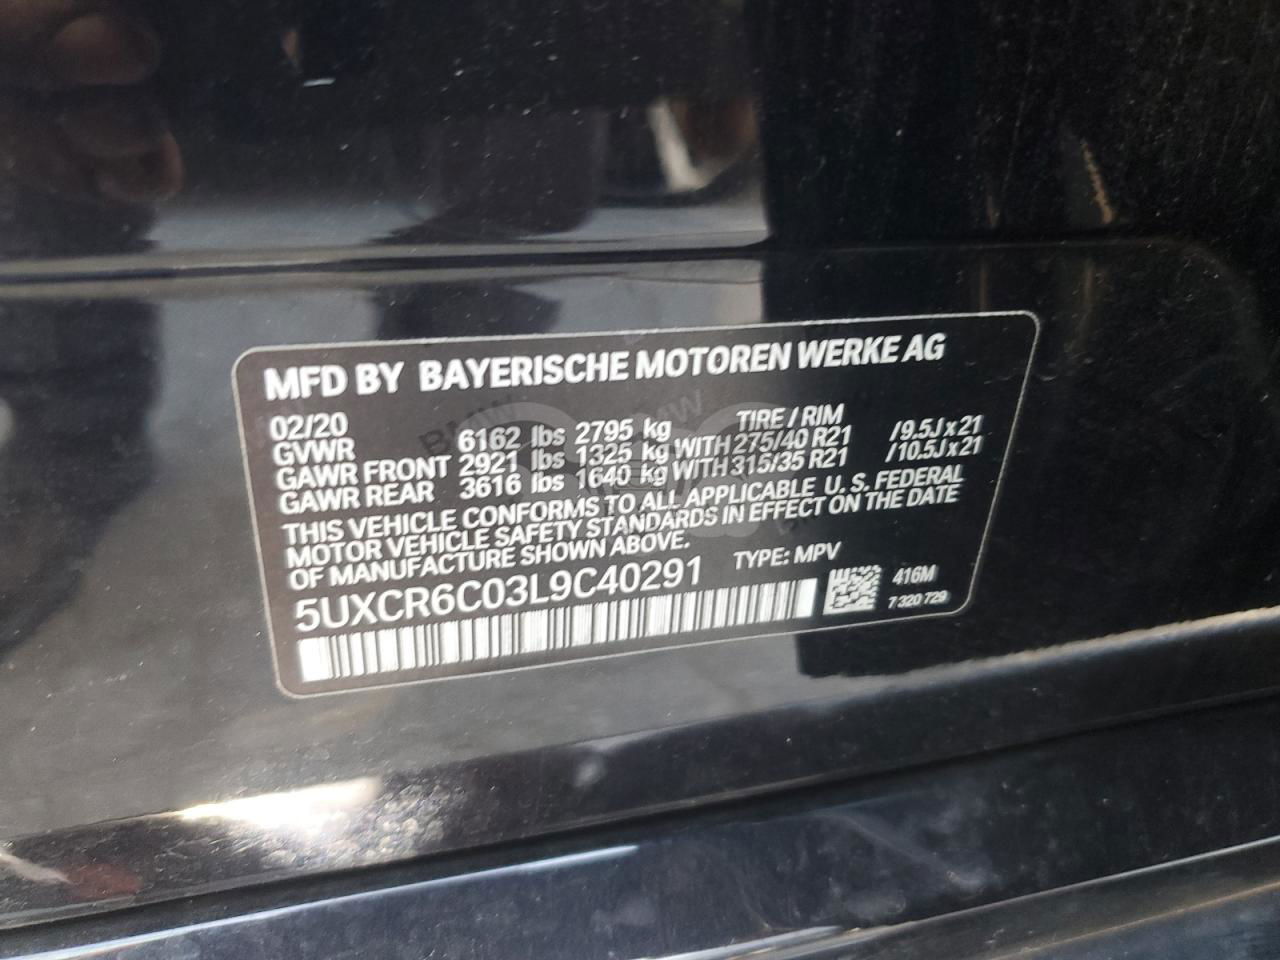 MFD BY BAYERISCHE MOTOREN WERKE AG
02/20 TIRE / RIM
GVWR 6162 lbs 2795 kg
GAWR FRONT 2921 lbs 1325 kg WITH 275/40 R21 /9.5J x 21
GAWR REAR 3616 lbs 1640 kg WITH 315/35 R21 /10.5J x 21
THIS VEHICLE CONFORMS TO ALL APPLICABLE U. S. FEDERAL
MOTOR VEHICLE SAFETY STANDARDS IN EFFECT ON THE DATE
OF MANUFACTURE SHOWN ABOVE.
TYPE: MPV
5UXCR6C03L9C40291
416M
7 320 729